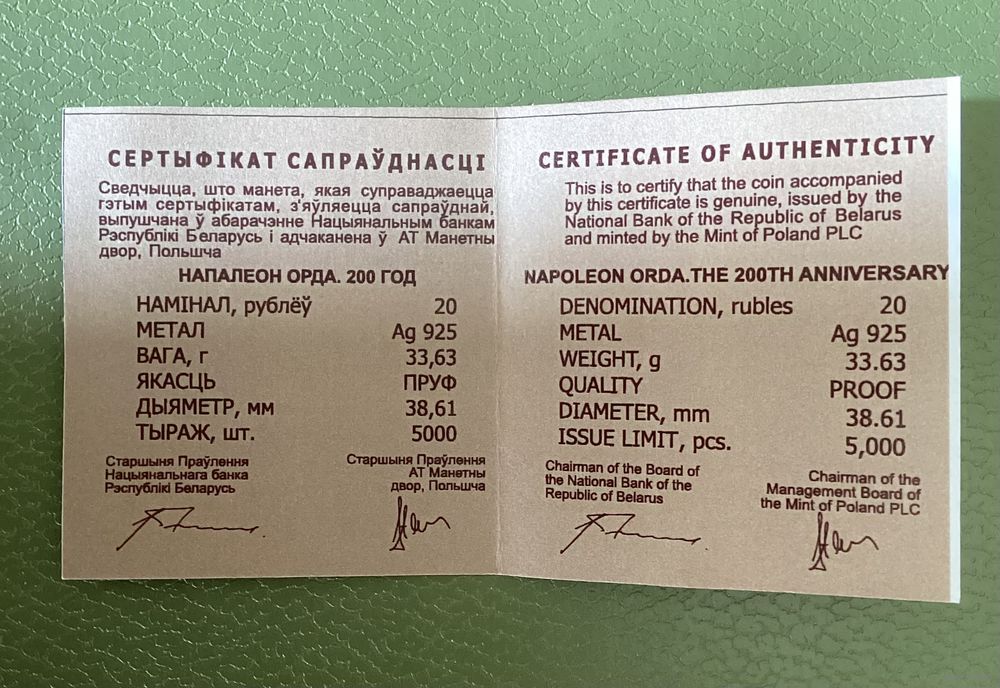 СЕРТЫФІКАТ САПРАЎДНАСЦІ
Сведчыцца, што манета, якая суправаджаецца
гэтым сертыфікатам, з'яўляецца сапраўднай,
выпушчана ў абарачэнне Нацыянальным банкам
Рэспублікі Беларусь і адчаканена ў АТ Манетны
двор, Польшча
НАПАЛЕОН ОРДА. 200 ГОД
НАМІНАЛ, рублёў 20
МЕТАЛ Ag 925
ВАГА, г 33,63
ЯКАСЦЬ ПРУФ
ДЫЯМЕТР, мм 38,61
ТЫРАЖ, шт. 5000
Старшыня Праўлення
Нацыянальнага банка
Рэспублікі Беларусь
Старшыня Праўлення
АТ Манетны
двор, Польшча
CERTIFICATE OF AUTHENTICITY
This is to certify that the coin accompanied
by this certificate is genuine, issued by the
National Bank of the Republic of Belarus
and minted by the Mint of Poland PLC
NAPOLEON ORDA.THE 200TH ANNIVERSARY
DENOMINATION, rubles 20
METAL Ag 925
WEIGHT, g 33.63
QUALITY PROOF
DIAMETER, mm 38.61
ISSUE LIMIT, pcs. 5,000
Chairman of the Board of
the National Bank of the
Republic of Belarus
Chairman of the
Management Board of
the Mint of Poland PLC